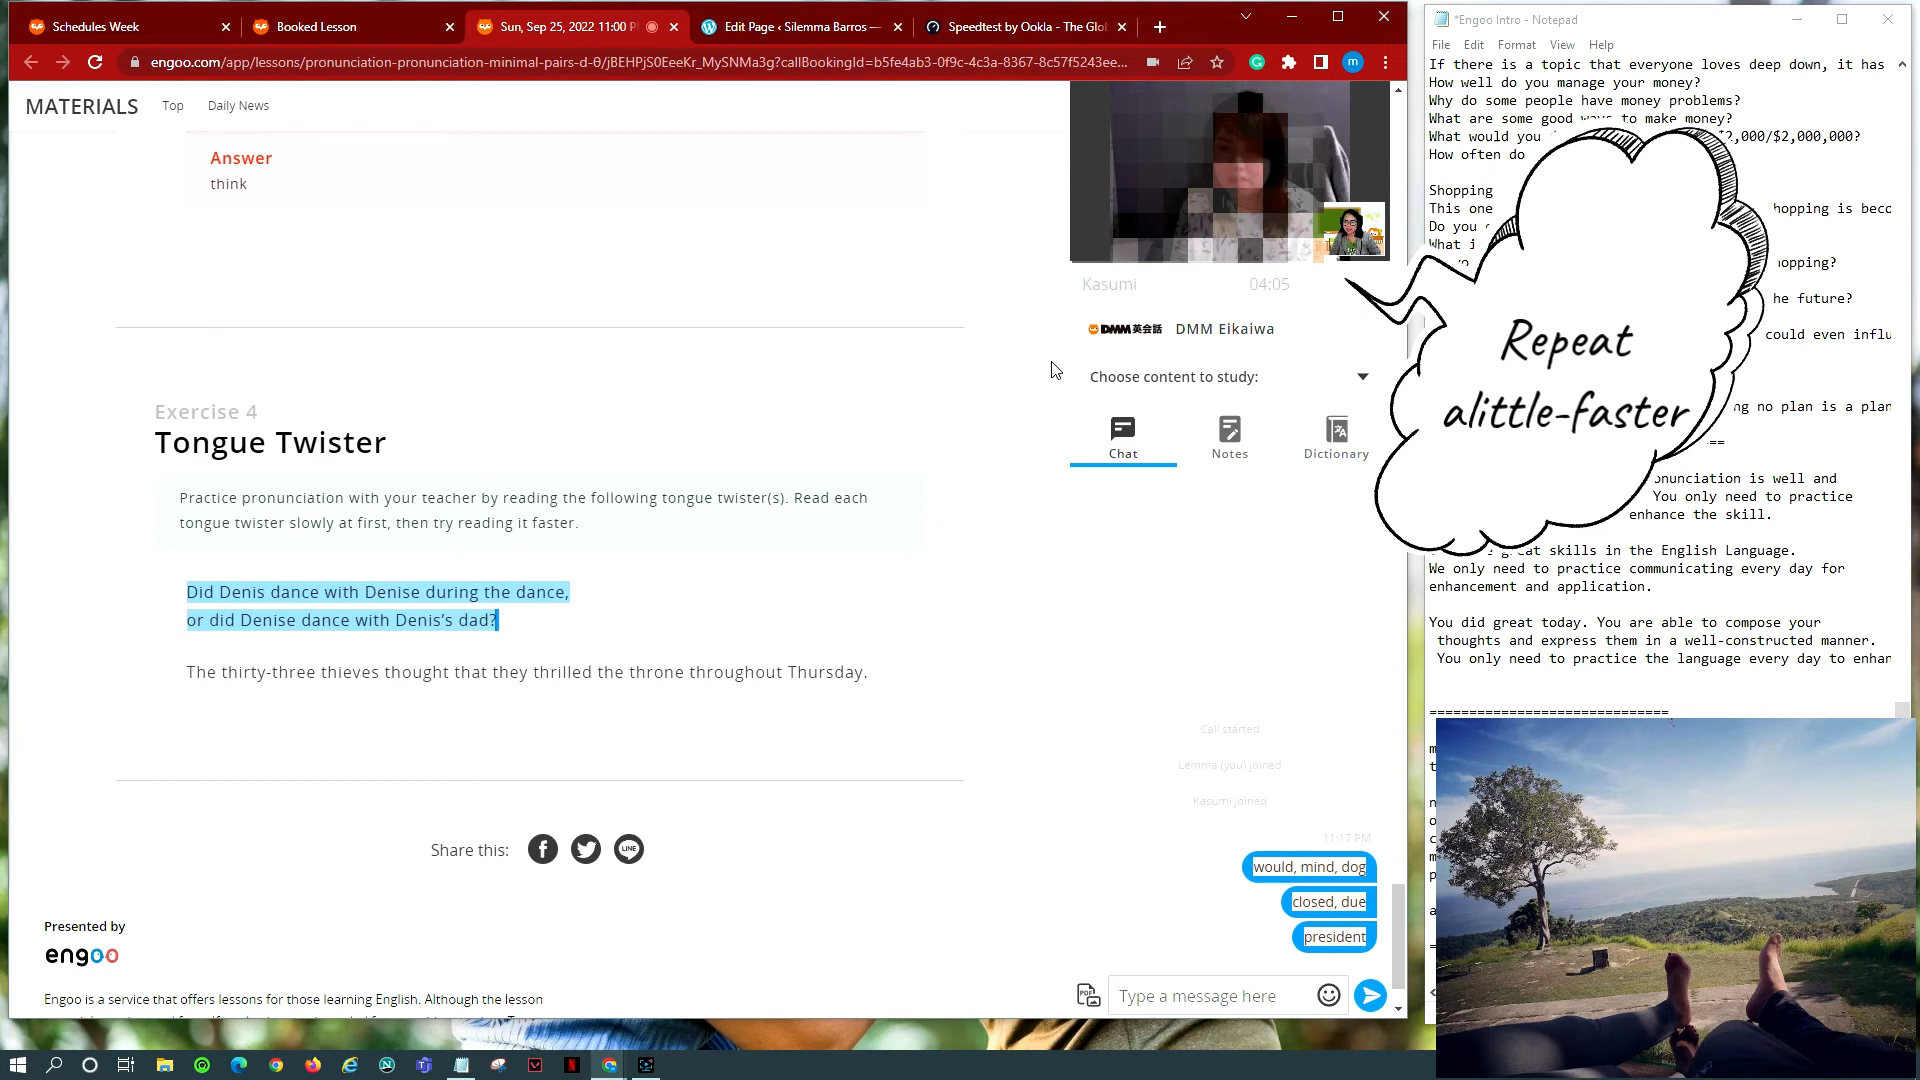 Schedules Week
Booked Lesson
Sun, Sep 25, 2022 11:00 P
Edit Page ‹ Silemma Barros —
Speedtest by Ookla - The Glob
engoo.com/app/lessons/pronunciation-pronunciation-minimal-pairs-d-θ/jBEHPjS0EeeKr_MySNMa3g?callBookingId=b5fe4ab3-0f9c-4c3a-8367-8c57f5243ee...
m
MATERIALS
Top
Daily News
Answer
think
Exercise 4
Tongue Twister
Practice pronunciation with your teacher by reading the following tongue twister(s). Read each
tongue twister slowly at first, then try reading it faster.
Did Denis dance with Denise during the dance,
or did Denise dance with Denis’s dad?
The thirty-three thieves thought that they thrilled the throne throughout Thursday.
Share this:
LINE
Presented by
engoo
Engoo is a service that offers lessons for those learning English. Although the lesson
Kasumi 04:05
DMM英会話 DMM Eikaiwa
Choose content to study:
Chat
Notes
Dictionary
Call started
Lemma (you) joined
Kasumi joined
11:17 PM
would, mind, dog
closed, due
president
PDF
Type a message here
*Engoo Intro - Notepad
File Edit Format View Help
If there is a topic that everyone loves deep down, it has
How well do you manage your money?
Why do some people have money problems?
What are some good ways to make money?
What would you $2,000/$2,000,000?
How often do
Shopping
This one hopping is beco
Do you
What i
hopping?
he future?
could even influ
ng no plan is a plan
==
onunciation is well and
You only need to practice
enhance the skill.
great skills in the English Language.
We only need to practice communicating every day for
enhancement and application.
You did great today. You are able to compose your
thoughts and express them in a well-constructed manner.
You only need to practice the language every day to enhan
==============================
Repeat
alittle-faster